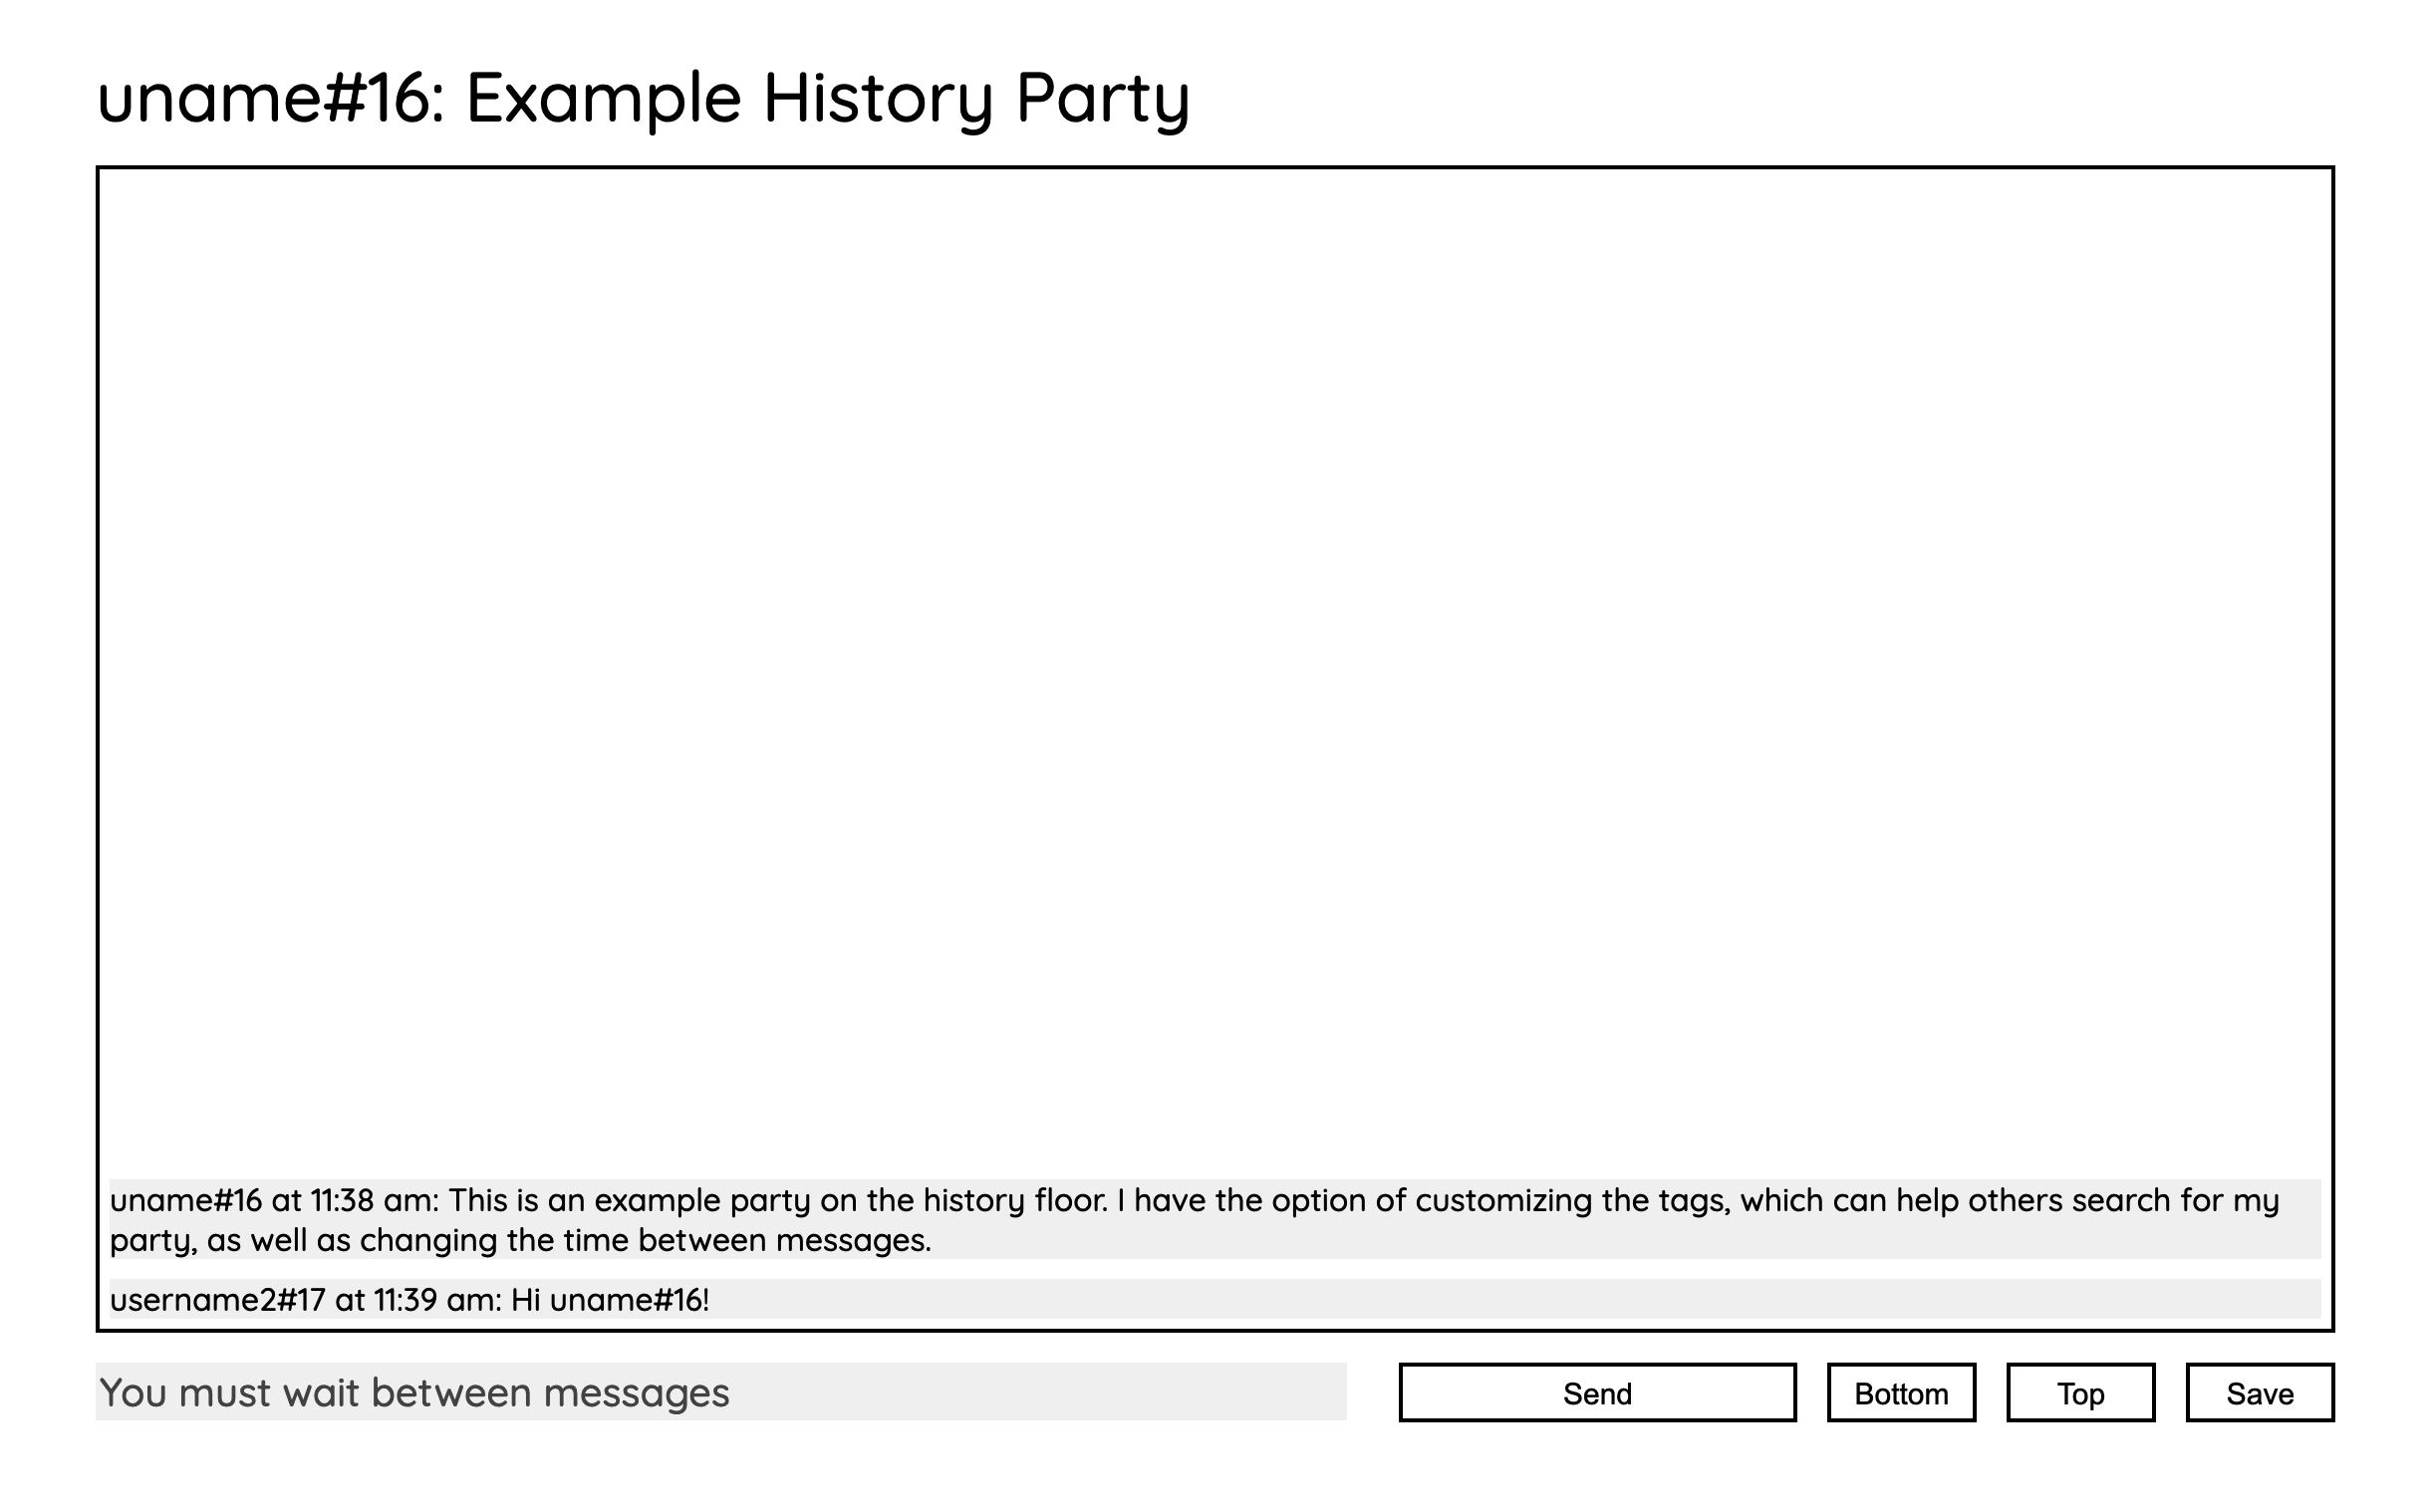 uname#16: Example History Party
uname#16 at 11:38 am: This is an example party on the history floor. I have the option of customizing the tags, which can help others search for my
party, as well as changing the time between messages.
username2#17 at 11:39 am: Hi uname#16!
You must wait between messages
Send
Bottom
Top
Save